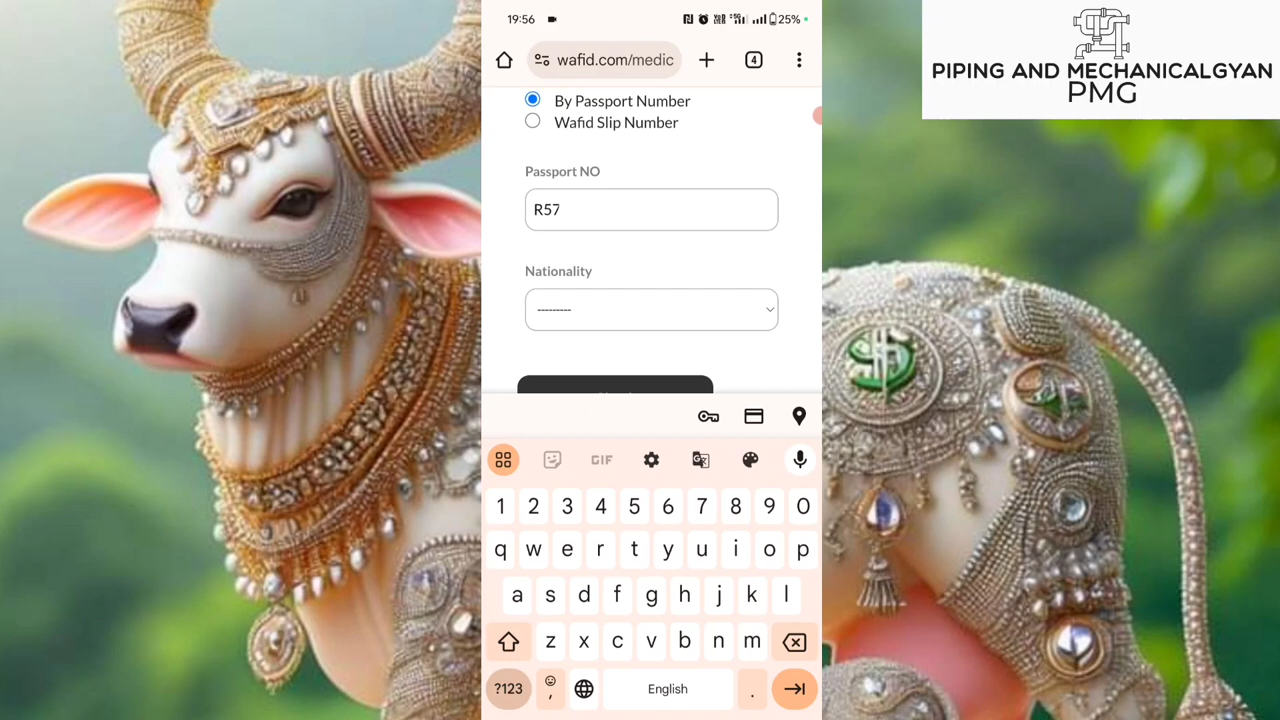 19:56
25%
wafid.com/medic
4
By Passport Number
Wafid Slip Number
Passport NO
R57
Nationality
---------
GIF
1 2 3 4 5 6 7 8 9 0
q w e r t y u i o p
a s d f g h j k l
z x c v b n m
?123 , English .
PIPING AND MECHANICALGYAN
PMG